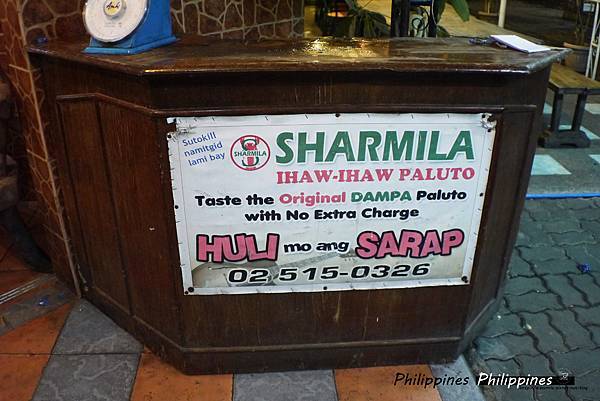 Sutokill
namitgid
lami bay
SHARMILA
SHARMILA
IHAW-IHAW PALUTO
Taste the Original DAMPA Paluto
with No Extra Charge
HULI mo ang SARAP
02 515-0326
Philippines Philippines